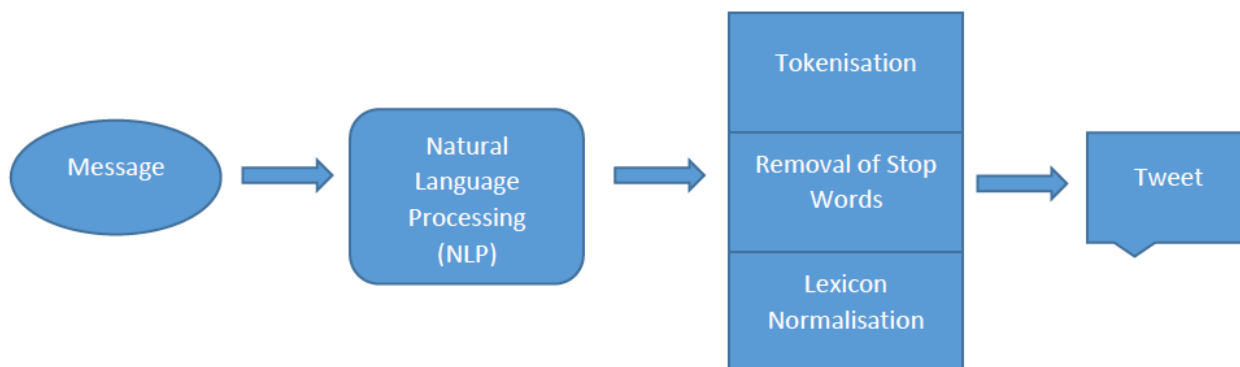 Message
Natural
Language
Processing
(NLP)
Tokenisation
Removal of Stop
Words
Lexicon
Normalisation
Tweet